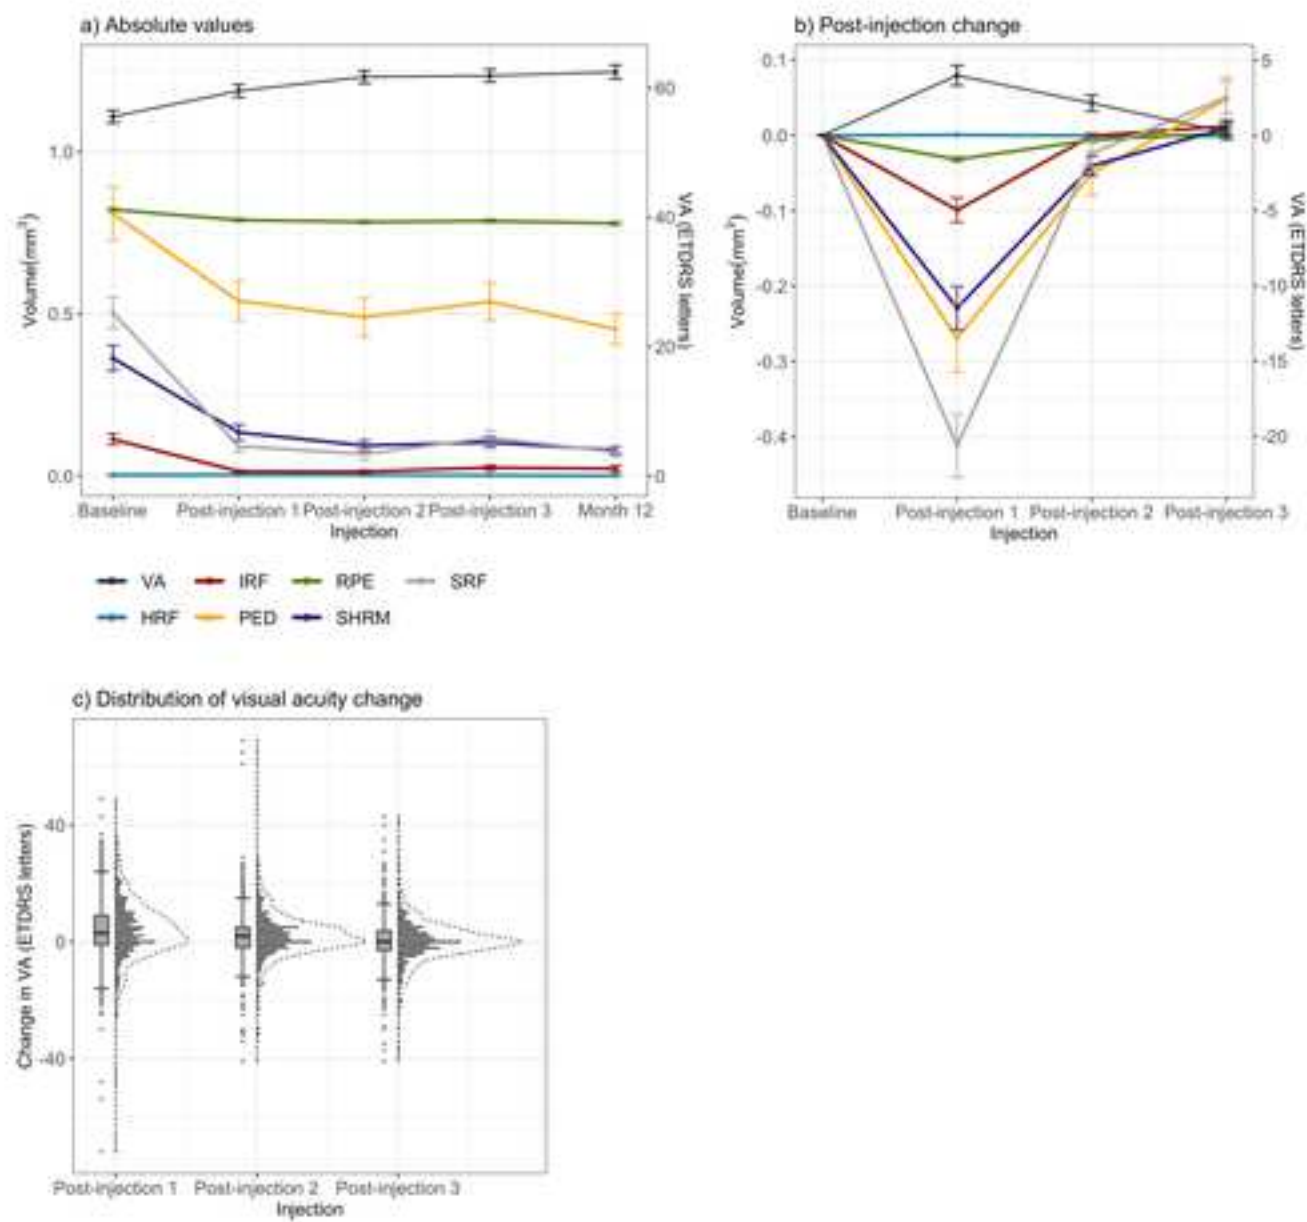 a) Absolute values
b) Post-injection change
Volume(mm³)
1.0
0.5
0.0
60
40
20
0
VA (ETDRS letters)
Baseline Post-injection 1 Post-injection 2 Post-injection 3 Month 12
Injection
Volume(mm³)
0.1
0.0
-0.1
-0.2
-0.3
-0.4
5
0
-5
-10
-15
-20
VA (ETDRS letters)
Baseline Post-injection 1 Post-injection 2 Post-injection 3
Injection
VA IRF RPE SRF
HRF PED SHRM
c) Distribution of visual acuity change
Change in VA (ETDRS letters)
40
0
-40
Post-injection 1 Post-injection 2 Post-injection 3
Injection